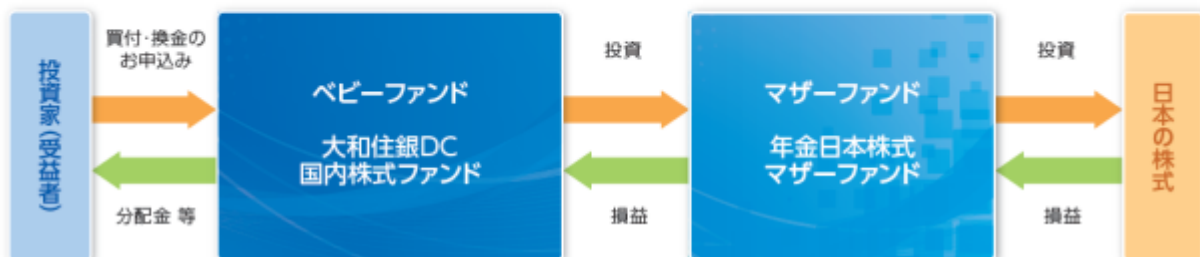 投資家(受益者)
買付・換金の
お申込み
分配金 等
ベビーファンド
大和住銀DC
国内株式ファンド
投資
損益
マザーファンド
年金日本株式
マザーファンド
投資
損益
日本の株式